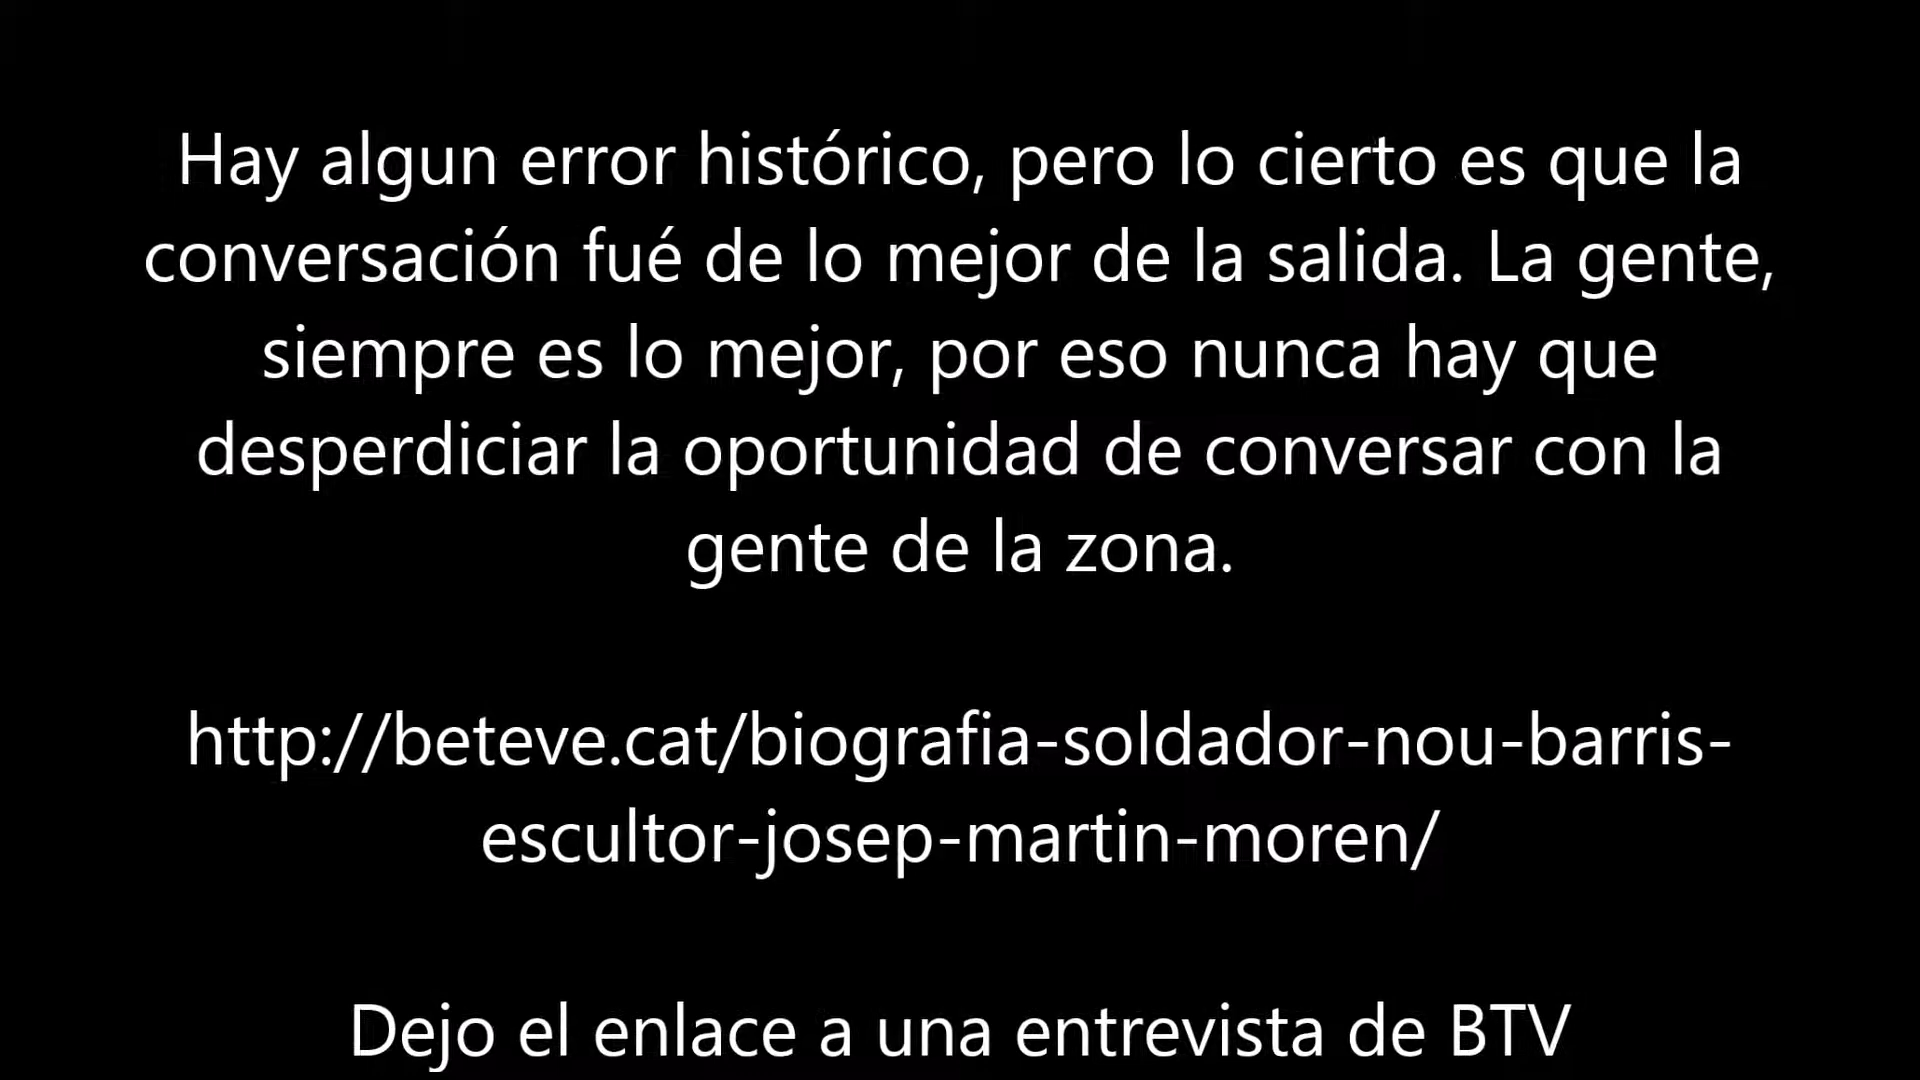 Hay algun error histórico, pero lo cierto es que la
conversación fué de lo mejor de la salida. La gente,
siempre es lo mejor, por eso nunca hay que
desperdiciar la oportunidad de conversar con la
gente de la zona.
http://beteve.cat/biografia-soldador-nou-barris-
escultor-josep-martin-moren/
Dejo el enlace a una entrevista de BTV